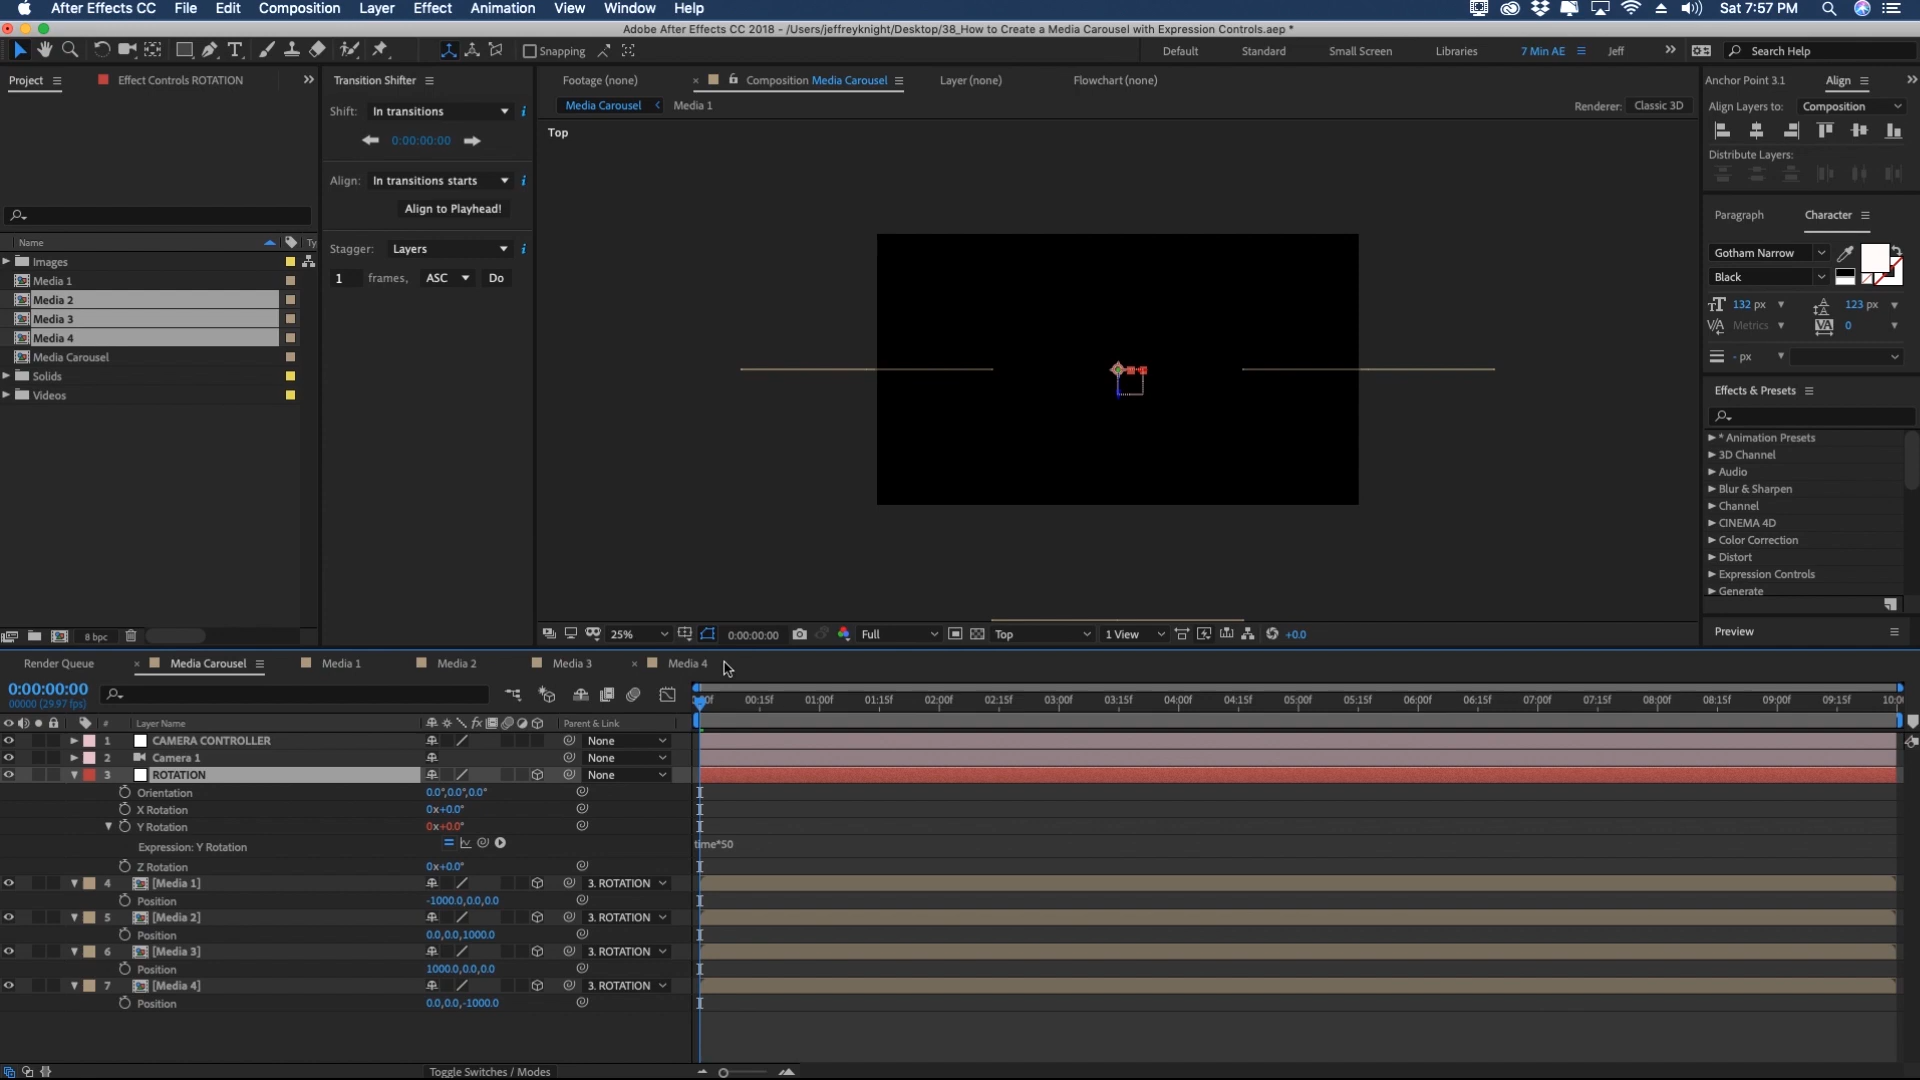 After Effects CC File Edit Composition Layer Effect Animation View Window Help Sat 7:57 PM
Adobe After Effects CC 2018 - /Users/jeffreyknight/Desktop/38_How to Create a Media Carousel with Expression Controls.aep *
Snapping Default Standard Small Screen Libraries 7 Min AE Jeff Search Help
Project Effect Controls ROTATION
Transition Shifter
Footage (none) Composition Media Carousel Layer (none) Flowchart (none)
Anchor Point 3.1 Align
Shift: In transitions
Media Carousel Media 1
Renderer: Classic 3D
Align Layers to: Composition
Top
0:00:00:00
Distribute Layers:
Align: In transitions starts
Align to Playhead!
Paragraph Character
Name Ty
Stagger: Layers
Gotham Narrow
Images
1 frames, ASC Do
Black
Media 1
Media 2
132 px 123 px
Media 3
Metrics 0
Media 4
Media Carousel
- px
Solids
Videos
Effects & Presets
* Animation Presets
3D Channel
Audio
Blur & Sharpen
Channel
CINEMA 4D
Color Correction
Distort
Expression Controls
Generate
8 bpc
25% 0:00:00:00 Full Top 1 View +0.0
Preview
Render Queue Media Carousel Media 1 Media 2 Media 3 Media 4
0:00:00:00
00000 (29.97 fps)
00:15f 01:00f 01:15f 02:00f 02:15f 03:00f 03:15f 04:00f 04:15f 05:00f 05:15f 06:00f 06:15f 07:00f 07:15f 08:00f 08:15f 09:00f 09:15f
# Layer Name Parent & Link
1 CAMERA CONTROLLER None
2 Camera 1 None
3 ROTATION None
Orientation 0.0°,0.0°,0.0°
X Rotation 0x+0.0°
Y Rotation 0x+0.0°
Expression: Y Rotation time*50
Z Rotation 0x+0.0°
4 [Media 1] 3. ROTATION
Position -1000.0,0.0,0.0
5 [Media 2] 3. ROTATION
Position 0.0,0.0,1000.0
6 [Media 3] 3. ROTATION
Position 1000.0,0.0,0.0
7 [Media 4] 3. ROTATION
Position 0.0,0.0,-1000.0
Toggle Switches / Modes